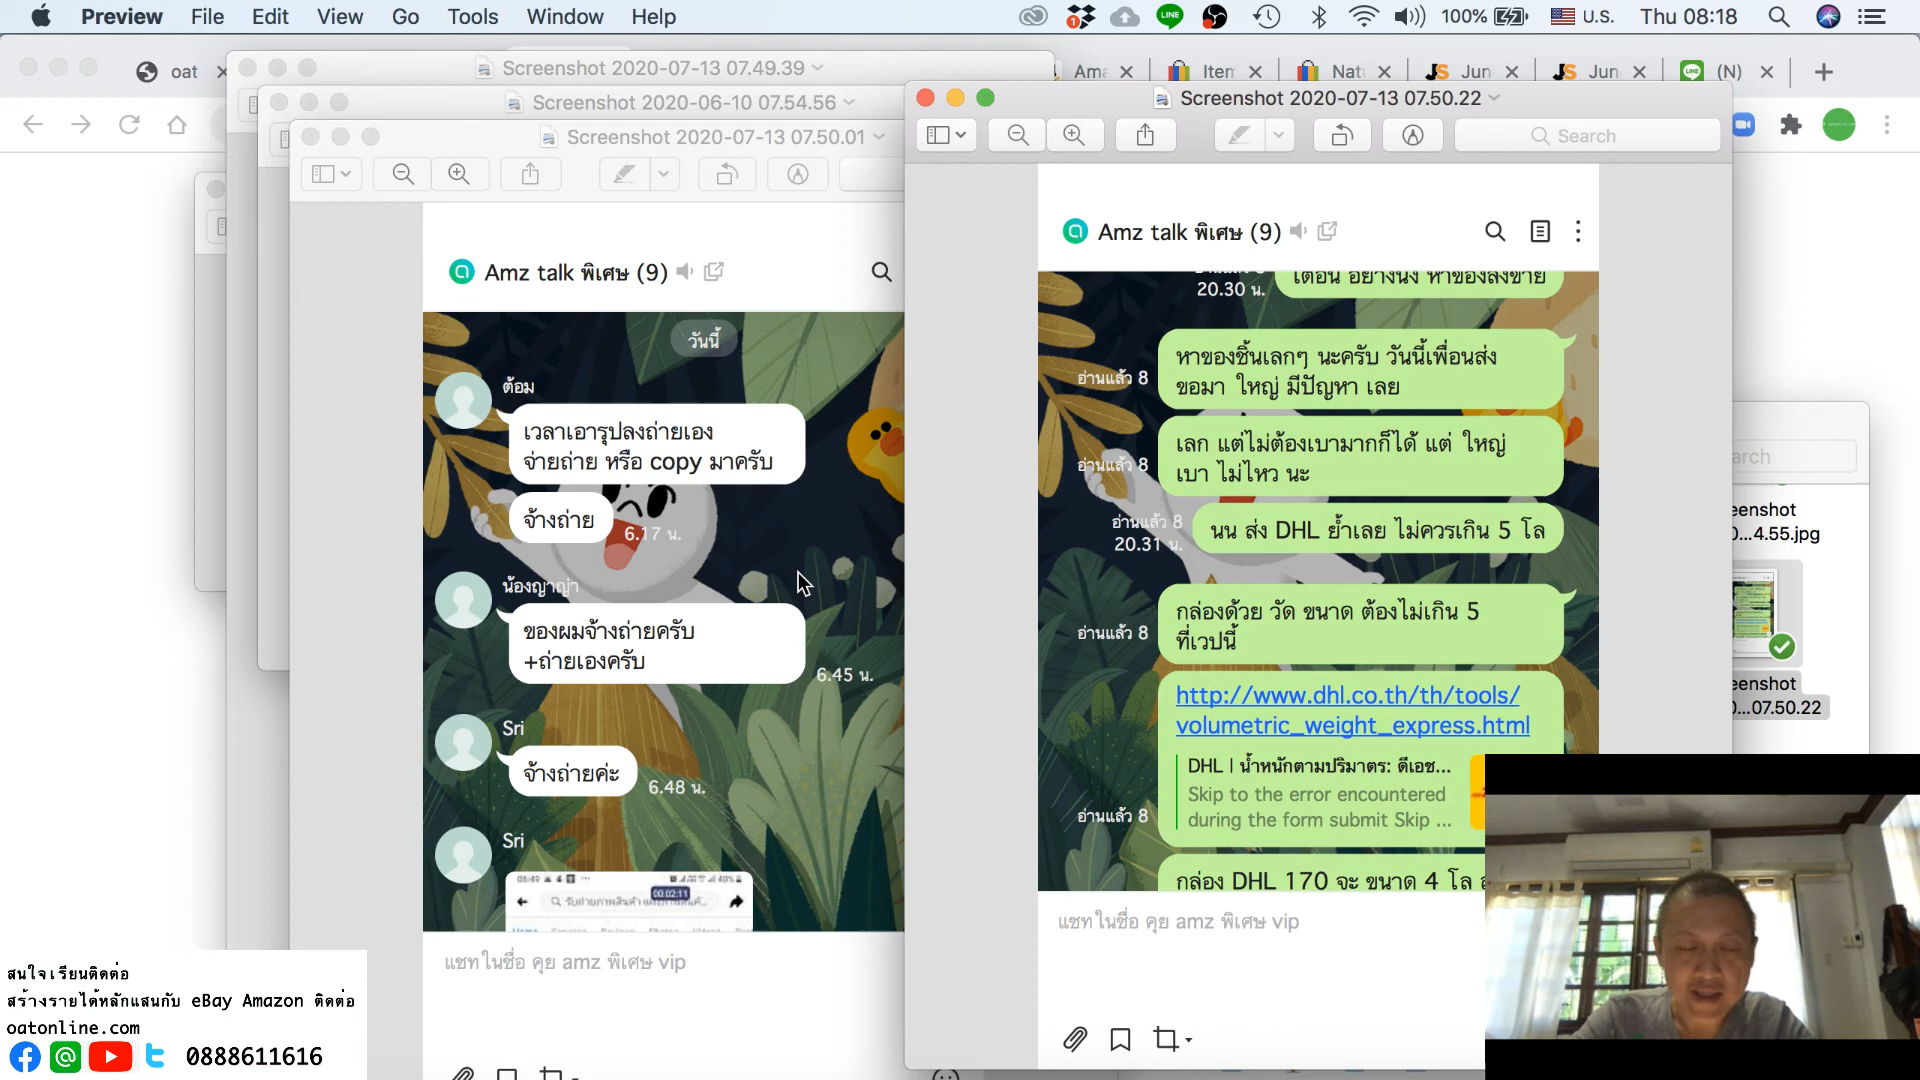 Preview File Edit View Go Tools Window Help
100% U.S. Thu 08:18
oat
Ama
Item
Natu
Jun
Jun
(N)
Screenshot 2020-07-13 07.49.39
Screenshot 2020-06-10 07.54.56
Screenshot 2020-07-13 07.50.01
Amz talk พิเศษ (9)
วันนี้
ต้อม
เวลาเอารุปลงถ่ายเอง
จ่ายถ่าย หรือ copy มาครับ
จ้างถ่าย
6.17 น.
น้องญาญ่า
ของผมจ้างถ่ายครับ
+ถ่ายเองครับ
6.45 น.
Sri
จ้างถ่ายค่ะ
6.48 น.
Sri
00:02:11
แชทในชื่อ คุย amz พิเศษ vip
Screenshot 2020-07-13 07.50.22
Search
Amz talk พิเศษ (9)
20.30 น.
หาของชิ้นเลกๆ นะครับ วันนี้เพื่อนส่ง
ขอมา ใหญ่ มีปัญหา เลย
อ่านแล้ว 8
เลก แต่ไม่ต้องเบามากก็ได้ แต่ ใหญ่
เบา ไม่ไหว นะ
อ่านแล้ว 8
นน ส่ง DHL ย้ำเลย ไม่ควรเกิน 5 โล
อ่านแล้ว 8
20.31 น.
กล่องด้วย วัด ขนาด ต้องไม่เกิน 5
ที่เวปนี้
อ่านแล้ว 8
http://www.dhl.co.th/th/tools/
volumetric_weight_express.html
DHL | น้ำหนักตามปริมาตร: ดีเอช...
Skip to the error encountered
during the form submit Skip ...
อ่านแล้ว 8
กล่อง DHL 170 จะ ขนาด 4 โล
แชทในชื่อ คุย amz พิเศษ vip
arch
enshot
0...4.55.jpg
eenshot
0...07.50.22
สนใจเรียนติดต่อ
สร้างรายได้หลักแสนกับ eBay Amazon ติดต่อ
oatonline.com
0888611616